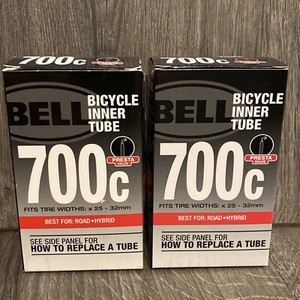 700c
BELL
BICYCLE
INNER
TUBE
700c
PRESTA
VALVE
FITS TIRE WIDTHS: x 25 - 32mm
BEST FOR: ROAD • HYBRID
SEE SIDE PANEL FOR
HOW TO REPLACE A TUBE
700c
BELL
BICYCLE
INNER
TUBE
700c
PRESTA
VALVE
FITS TIRE WIDTHS: x 25 - 32mm
BEST FOR: ROAD • HYBRID
SEE SIDE PANEL FOR
HOW TO REPLACE A TUBE